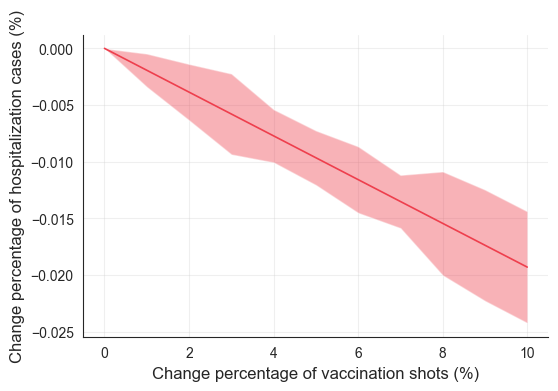 Change percentage of hospitalization cases (%)
0.000
−0.005
−0.010
−0.015
−0.020
−0.025
0 2 4 6 8 10
Change percentage of vaccination shots (%)